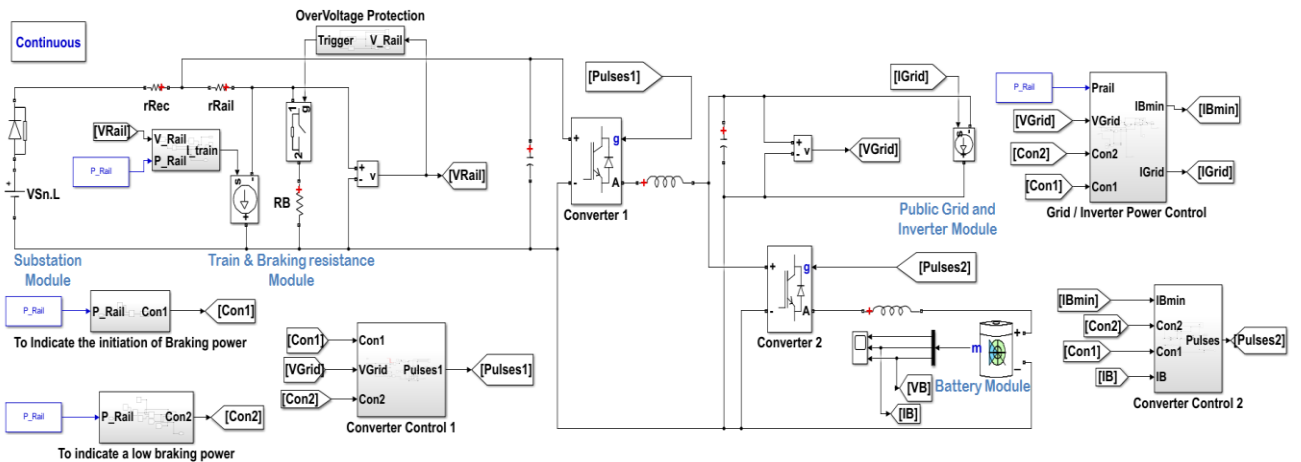 OverVoltage Protection
Continuous
Trigger V_Rail
rRec
rRail
[VRail]
V_Rail
P_Rail
I_train
P_Rail
VSn.L
+
s
+
g
1
2
RB
+
-
v
[VRail]
Substation
Module
Train & Braking resistance
Module
[Pulses1]
+
g
-
A
Converter 1
[IGrid]
+
-
v
[VGrid]
s
Public Grid and
Inverter Module
P_Rail
Prail
[VGrid]
VGrid
[Con2]
Con2
[Con1]
Con1
IBmin
[IBmin]
IGrid
[IGrid]
Grid / Inverter Power Control
+
g
-
A
[Pulses2]
Converter 2
m
+
-
[VB]
[IB]
Battery Module
P_Rail
P_Rail Con1
[Con1]
To Indicate the initiation of Braking power
P_Rail
P_Rail Con2
[Con2]
To indicate a low braking power
[Con1]
Con1
[VGrid]
VGrid
[Con2]
Con2
Pulses1
[Pulses1]
Converter Control 1
[IBmin]
IBmin
[Con2]
Con2
[Con1]
Con1
[IB]
IB
Pulses
[Pulses2]
Converter Control 2